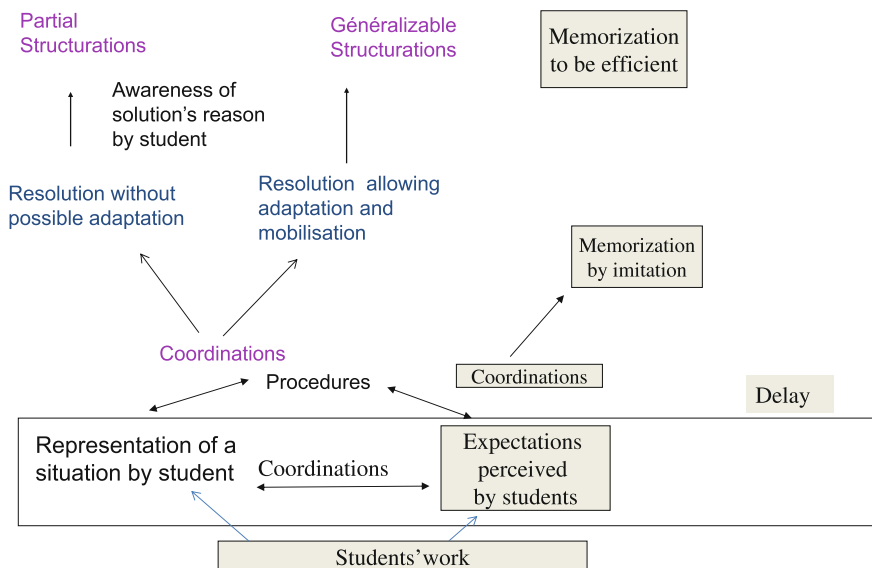 Partial
Structurations
Généralizable
Structurations
Memorization
to be efficient
Awareness of
solution's reason
by student
Resolution without
possible adaptation
Resolution allowing
adaptation and
mobilisation
Memorization
by imitation
Coordinations
Procedures
Coordinations
Delay
Representation of a
situation by student
Coordinations
Expectations
perceived
by students
Students'work